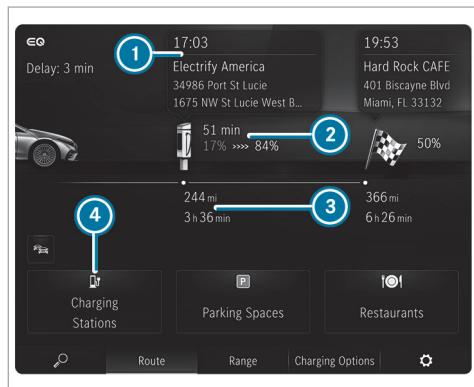 EQ
Delay: 3 min
17:03
Electrify America
34986 Port St Lucie
1675 NW St Lucie West B...
19:53
Hard Rock CAFE
401 Biscayne Blvd
Miami, FL 33132
1
51 min
17% »»» 84%
2
50%
244 mi
3 h 36 min
3
366 mi
6 h 26 min
4
Charging
Stations
P
Parking Spaces
Restaurants
Route
Range
Charging Options